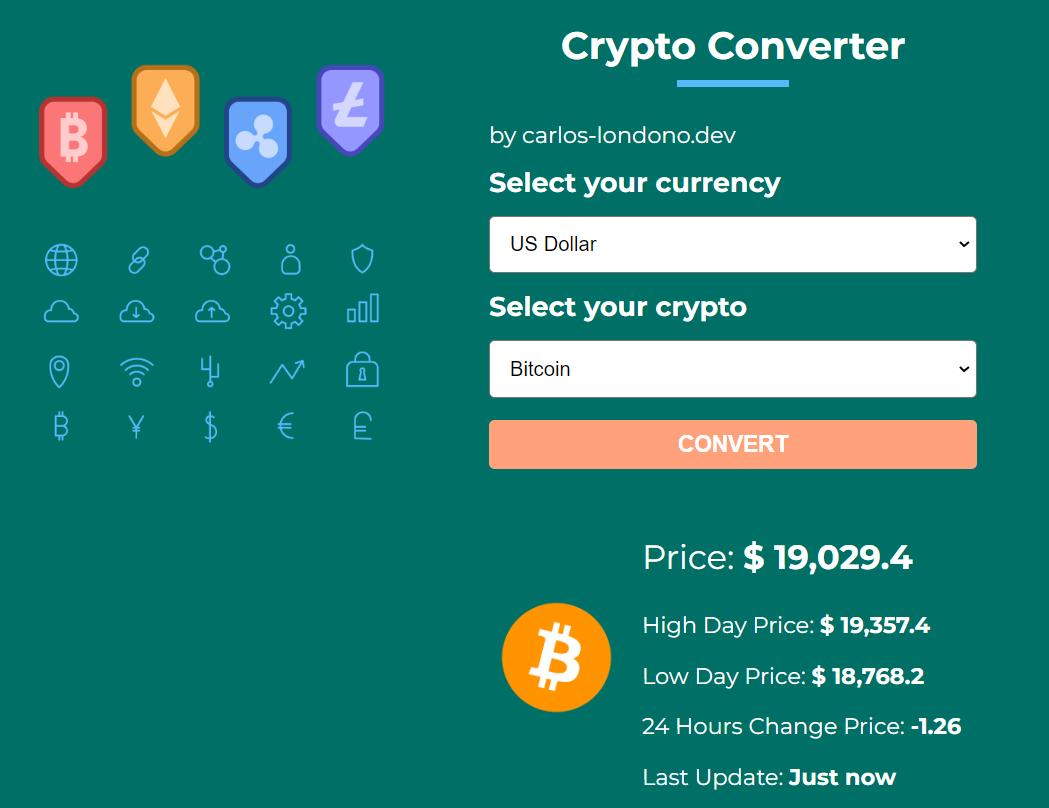 Crypto Converter
by carlos-londono.dev
Select your currency
US Dollar
Select your crypto
Bitcoin
CONVERT
Price: $ 19,029.4
High Day Price: $ 19,357.4
Low Day Price: $ 18,768.2
24 Hours Change Price: -1.26
Last Update: Just now